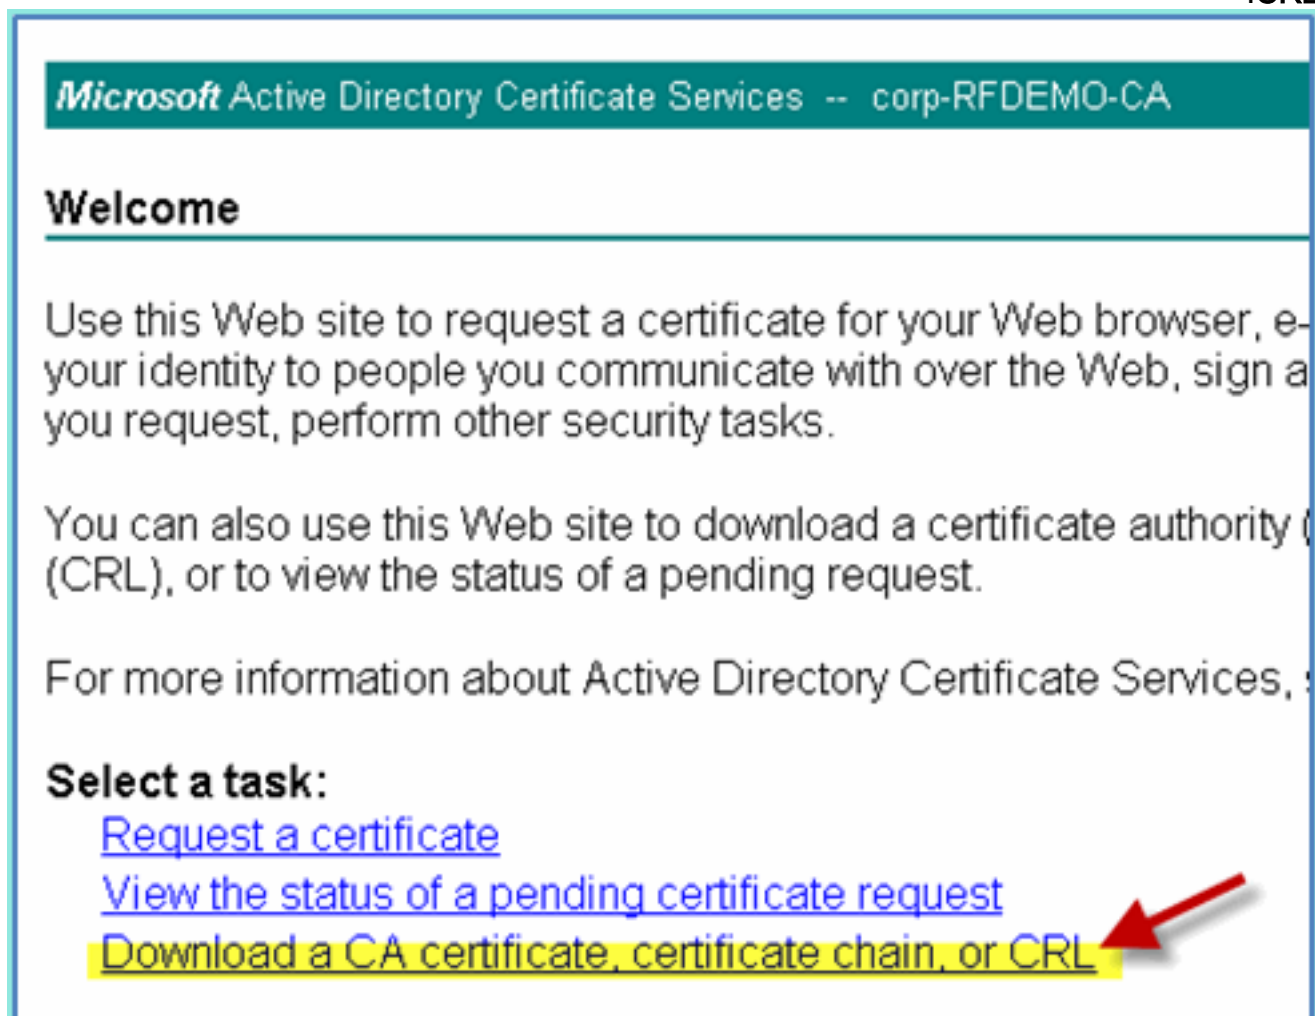 Microsoft Active Directory Certificate Services -- corp-RFDEMO-CA
Welcome
Use this Web site to request a certificate for your Web browser, e-
your identity to people you communicate with over the Web, sign a
you request, perform other security tasks.
You can also use this Web site to download a certificate authority (
(CRL), or to view the status of a pending request.
For more information about Active Directory Certificate Services,
Select a task:
Request a certificate
View the status of a pending certificate request
Download a CA certificate, certificate chain, or CRL